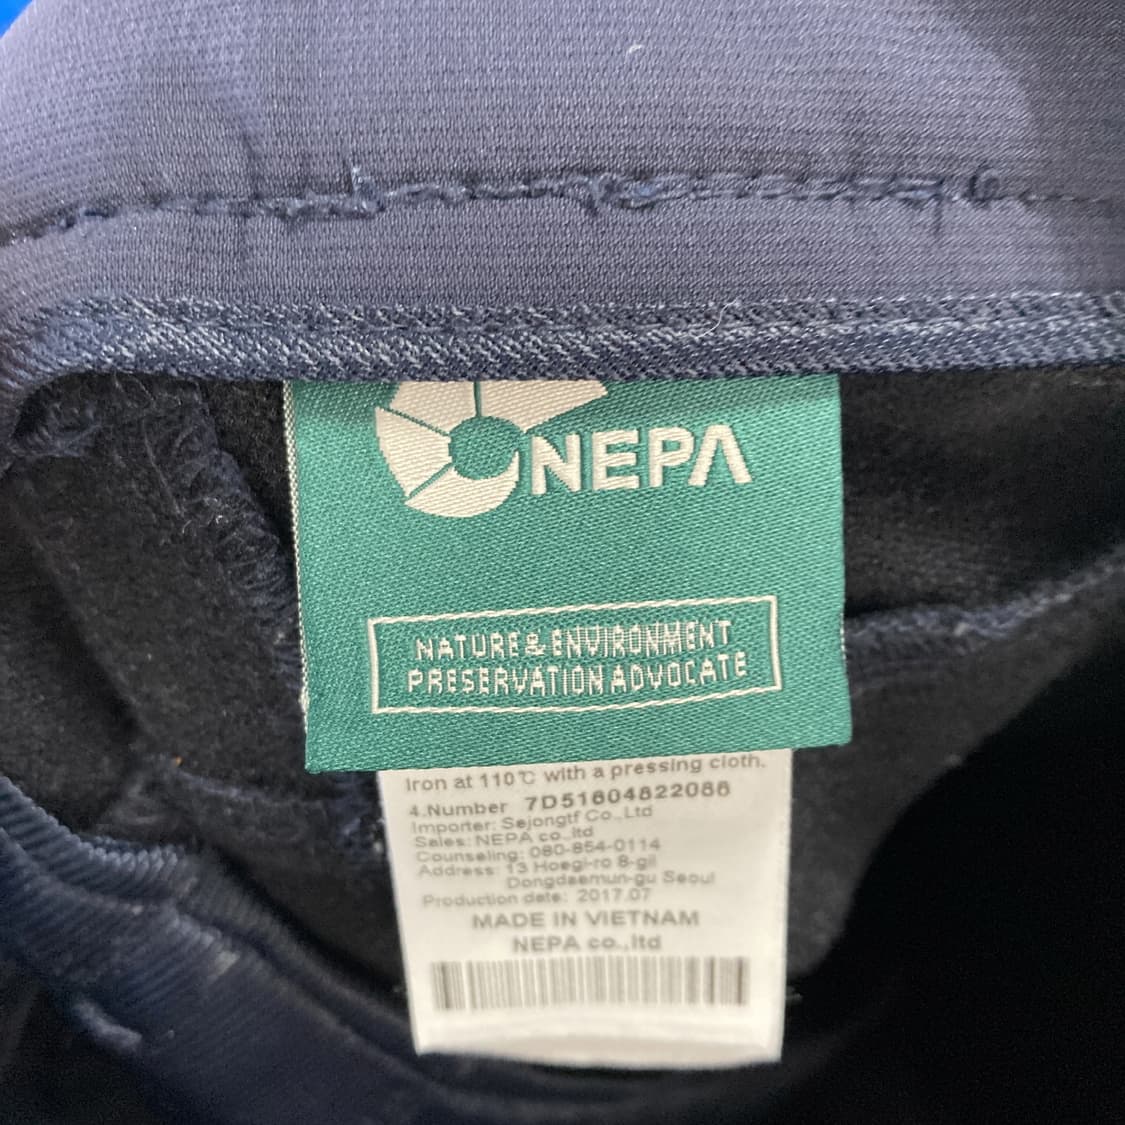 NEPA
NATURE & ENVIRONMENT
PRESERVATION ADVOCATE
Iron at 110℃ with a pressing cloth.
4.Number 7D51604822088
Importer: Sejongtf Co.,Ltd
Sales: NEPA co.,ltd
Counseling: 080-854-0114
Address: 13 Hoegi-ro 8-gil
Dongdaemun-gu Seoul
Production date: 2017.07
MADE IN VIETNAM
NEPA co.,ltd